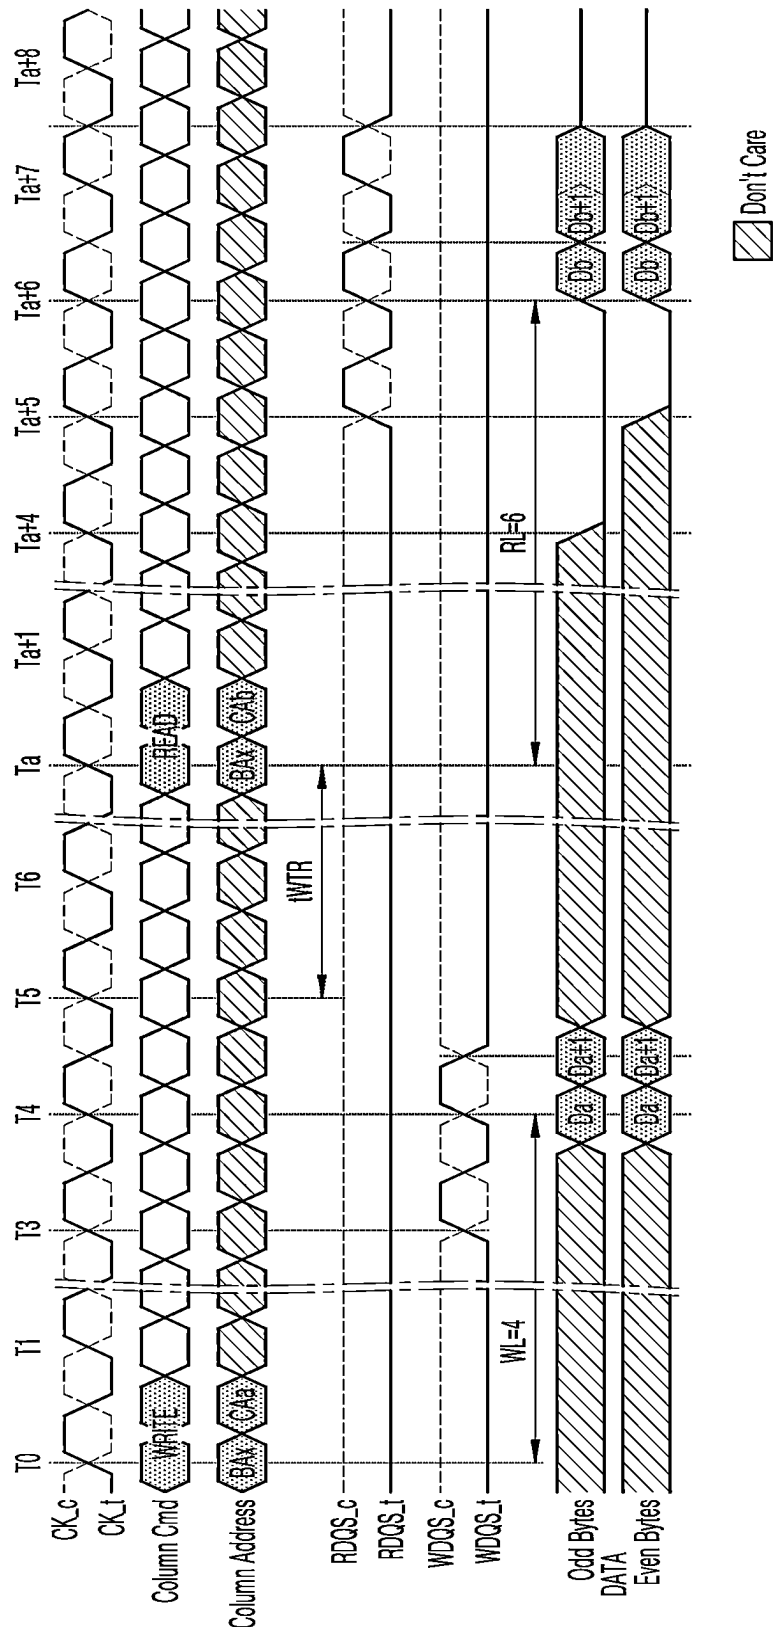 T0 T1 T3 T4 T5 T6 Ta Ta+1 Ta+4 Ta+5 Ta+6 Ta+7 Ta+8
CK_c
CK_t
Column Cmd WRITE READ
Column Address BAx CAa BAx CAb
tWTR
RDQS_c
RDQS_t
WDQS_c
WDQS_t
WL=4 RL=6
Odd Bytes Da Da+1 Db Db+1
DATA
Even Bytes Da Da+1 Db Db+1
Don't Care